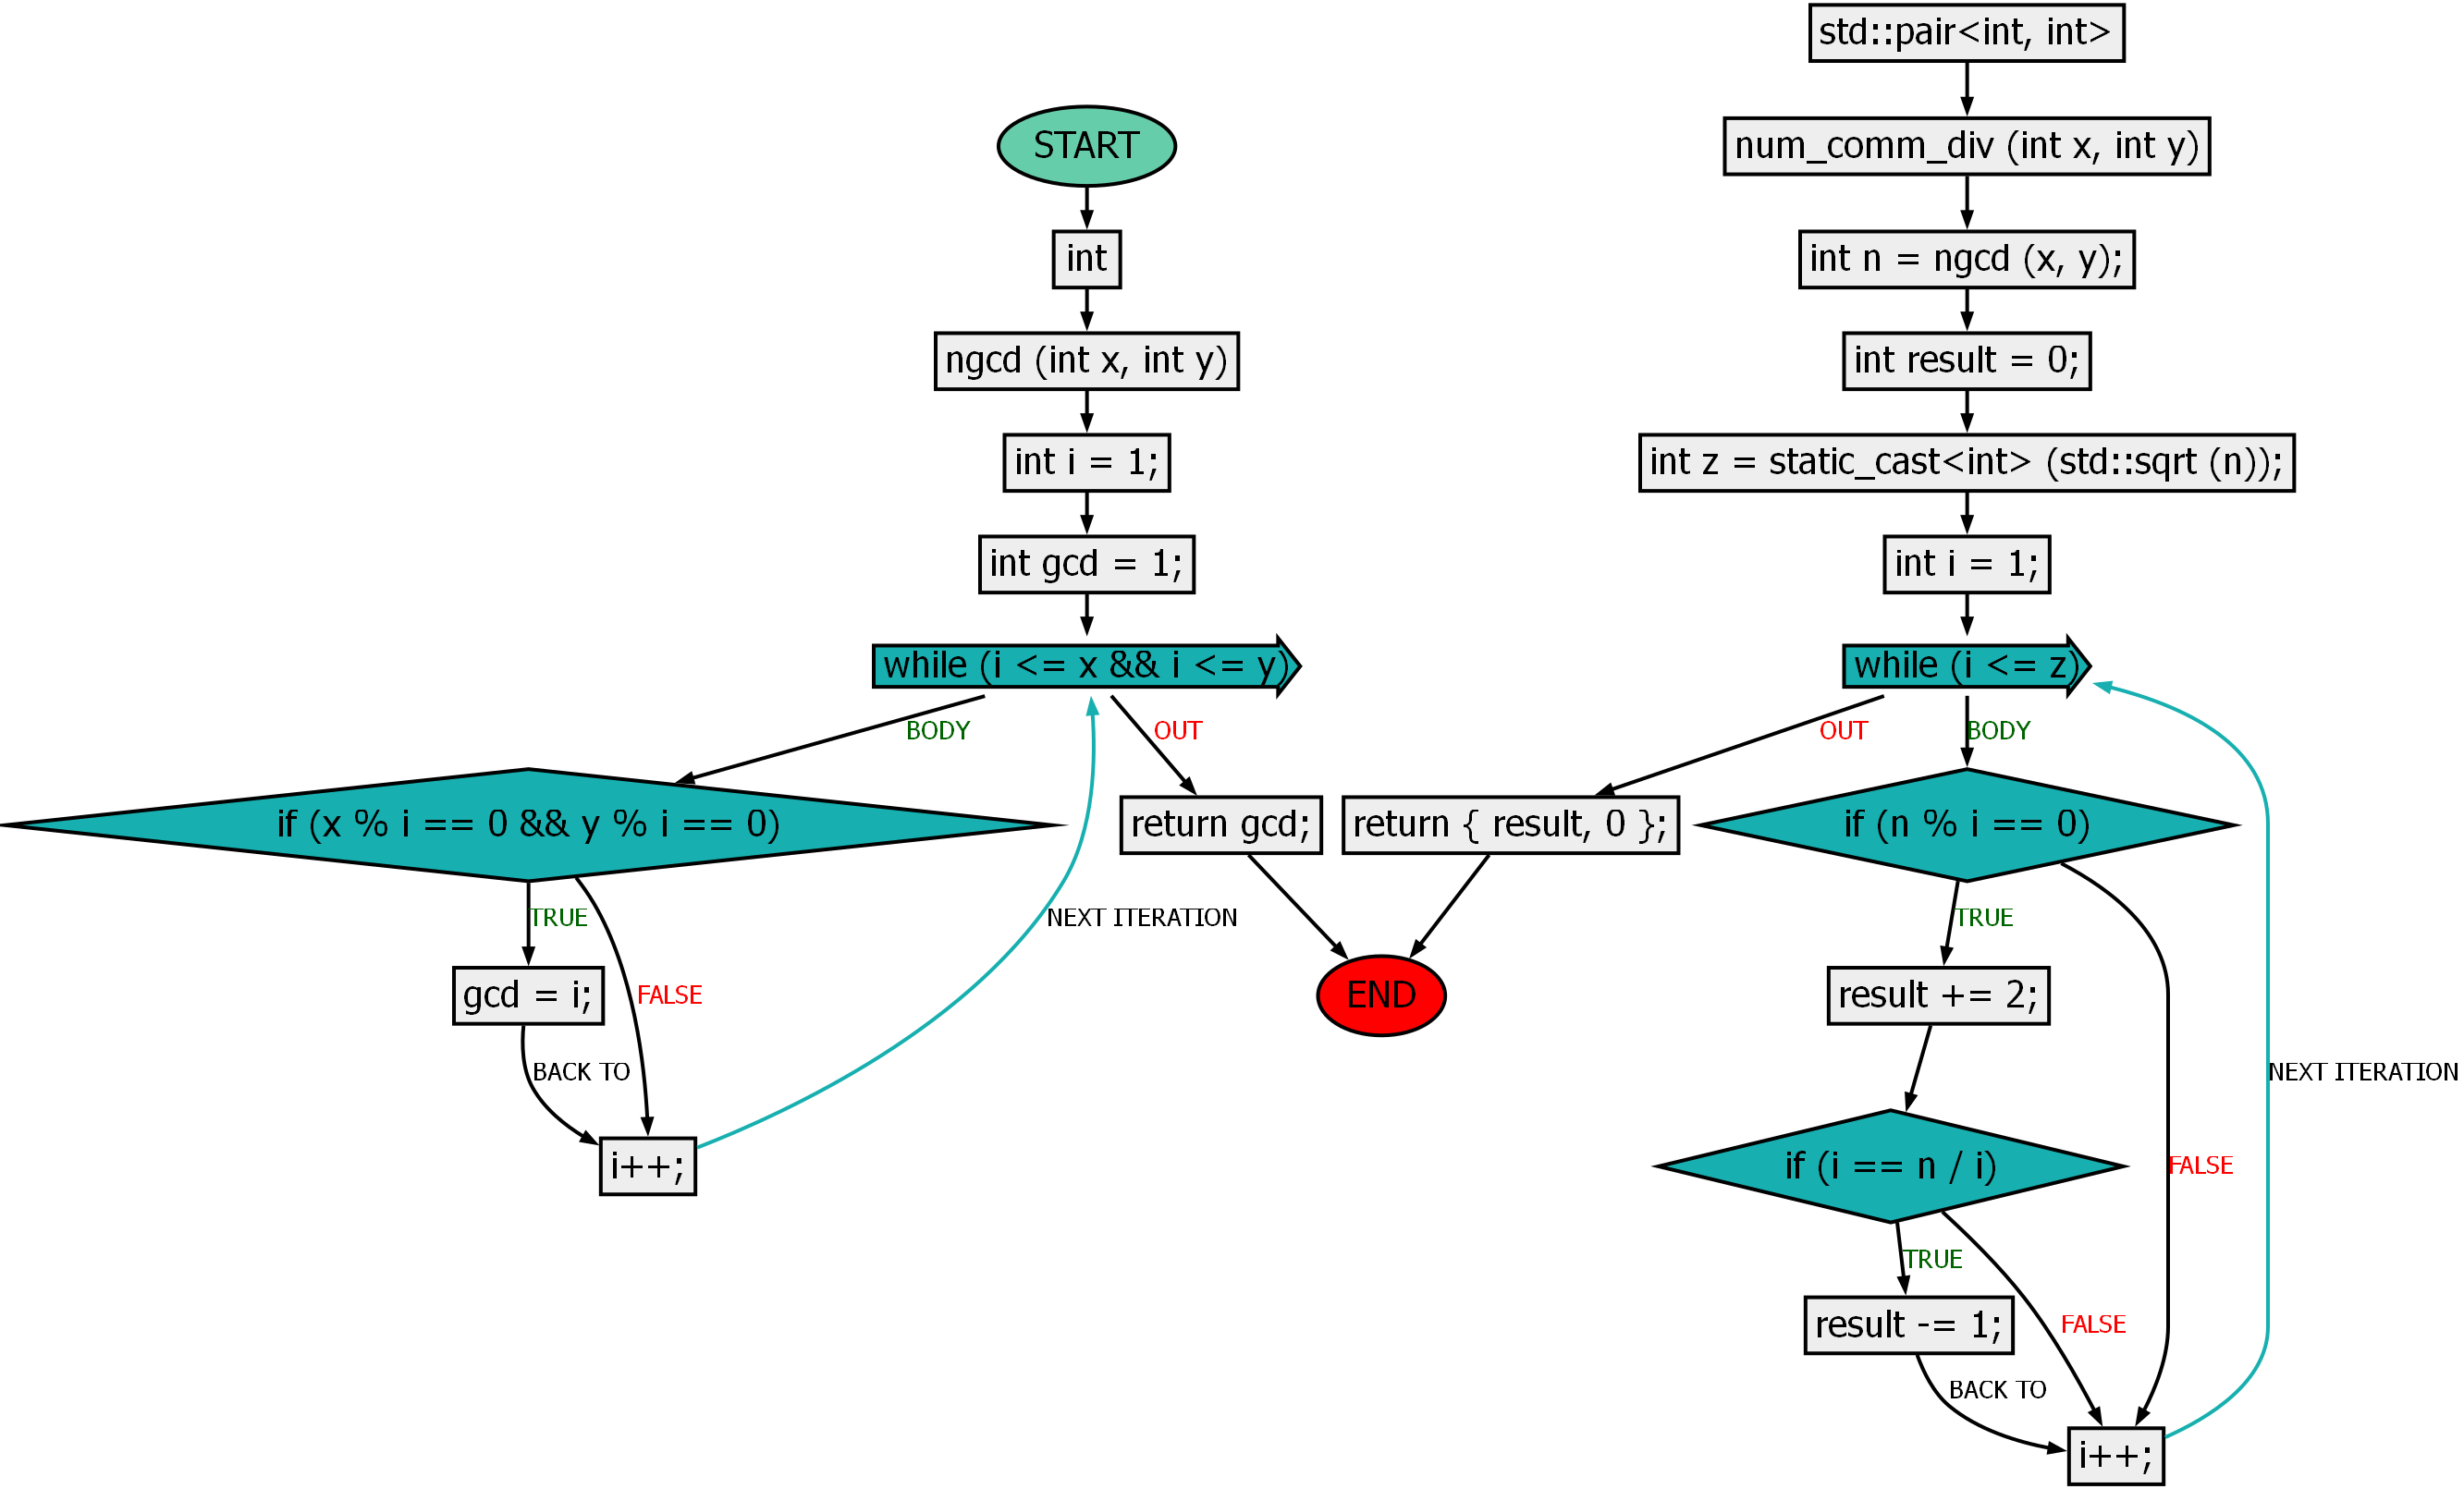 START
int
ngcd (int x, int y)
int i = 1;
int gcd = 1;
while (i <= x && i <= y)
BODY
OUT
if (x % i == 0 && y % i == 0)
return gcd;
TRUE
FALSE
NEXT ITERATION
gcd = i;
BACK TO
i++;
END
std::pair<int, int>
num_comm_div (int x, int y)
int n = ngcd (x, y);
int result = 0;
int z = static_cast<int> (std::sqrt (n));
int i = 1;
while (i <= z)
OUT
BODY
return { result, 0 };
if (n % i == 0)
TRUE
FALSE
NEXT ITERATION
result += 2;
if (i == n / i)
TRUE
FALSE
result -= 1;
BACK TO
i++;